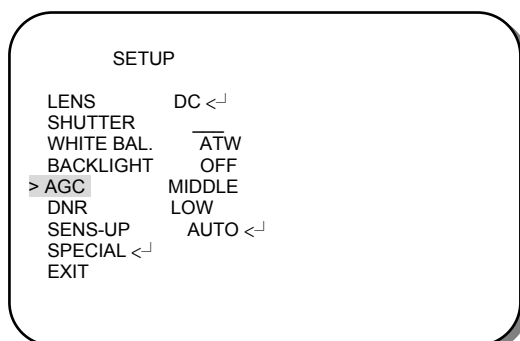 SETUP
LENS DC <┘
SHUTTER ___
WHITE BAL. ATW
BACKLIGHT OFF
> AGC MIDDLE
DNR LOW
SENS-UP AUTO <┘
SPECIAL <┘
EXIT